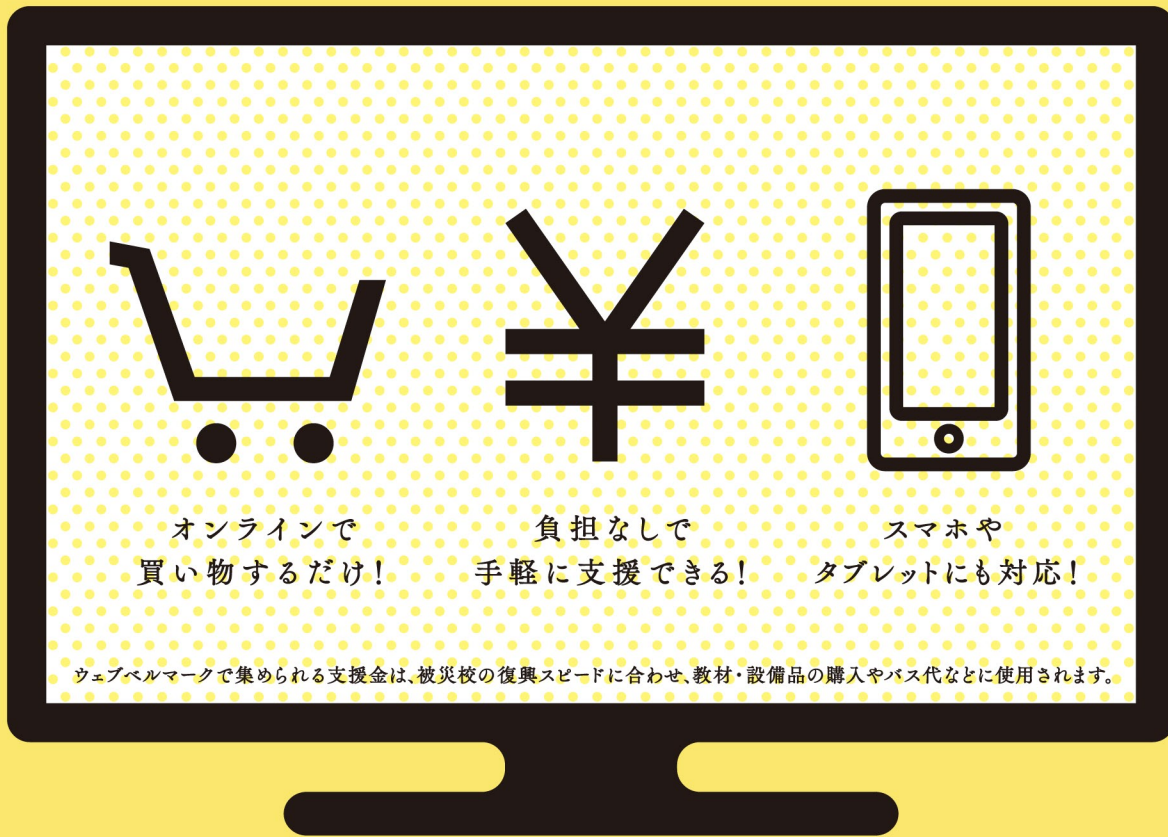 オンラインで
買い物するだけ!
負担なしで
手軽に支援できる!
スマホや
タブレットにも対応!
ウェブベルマークで集められる支援金は、被災校の復興スピードに合わせ、教材・設備品の購入やバス代などに使用されます。